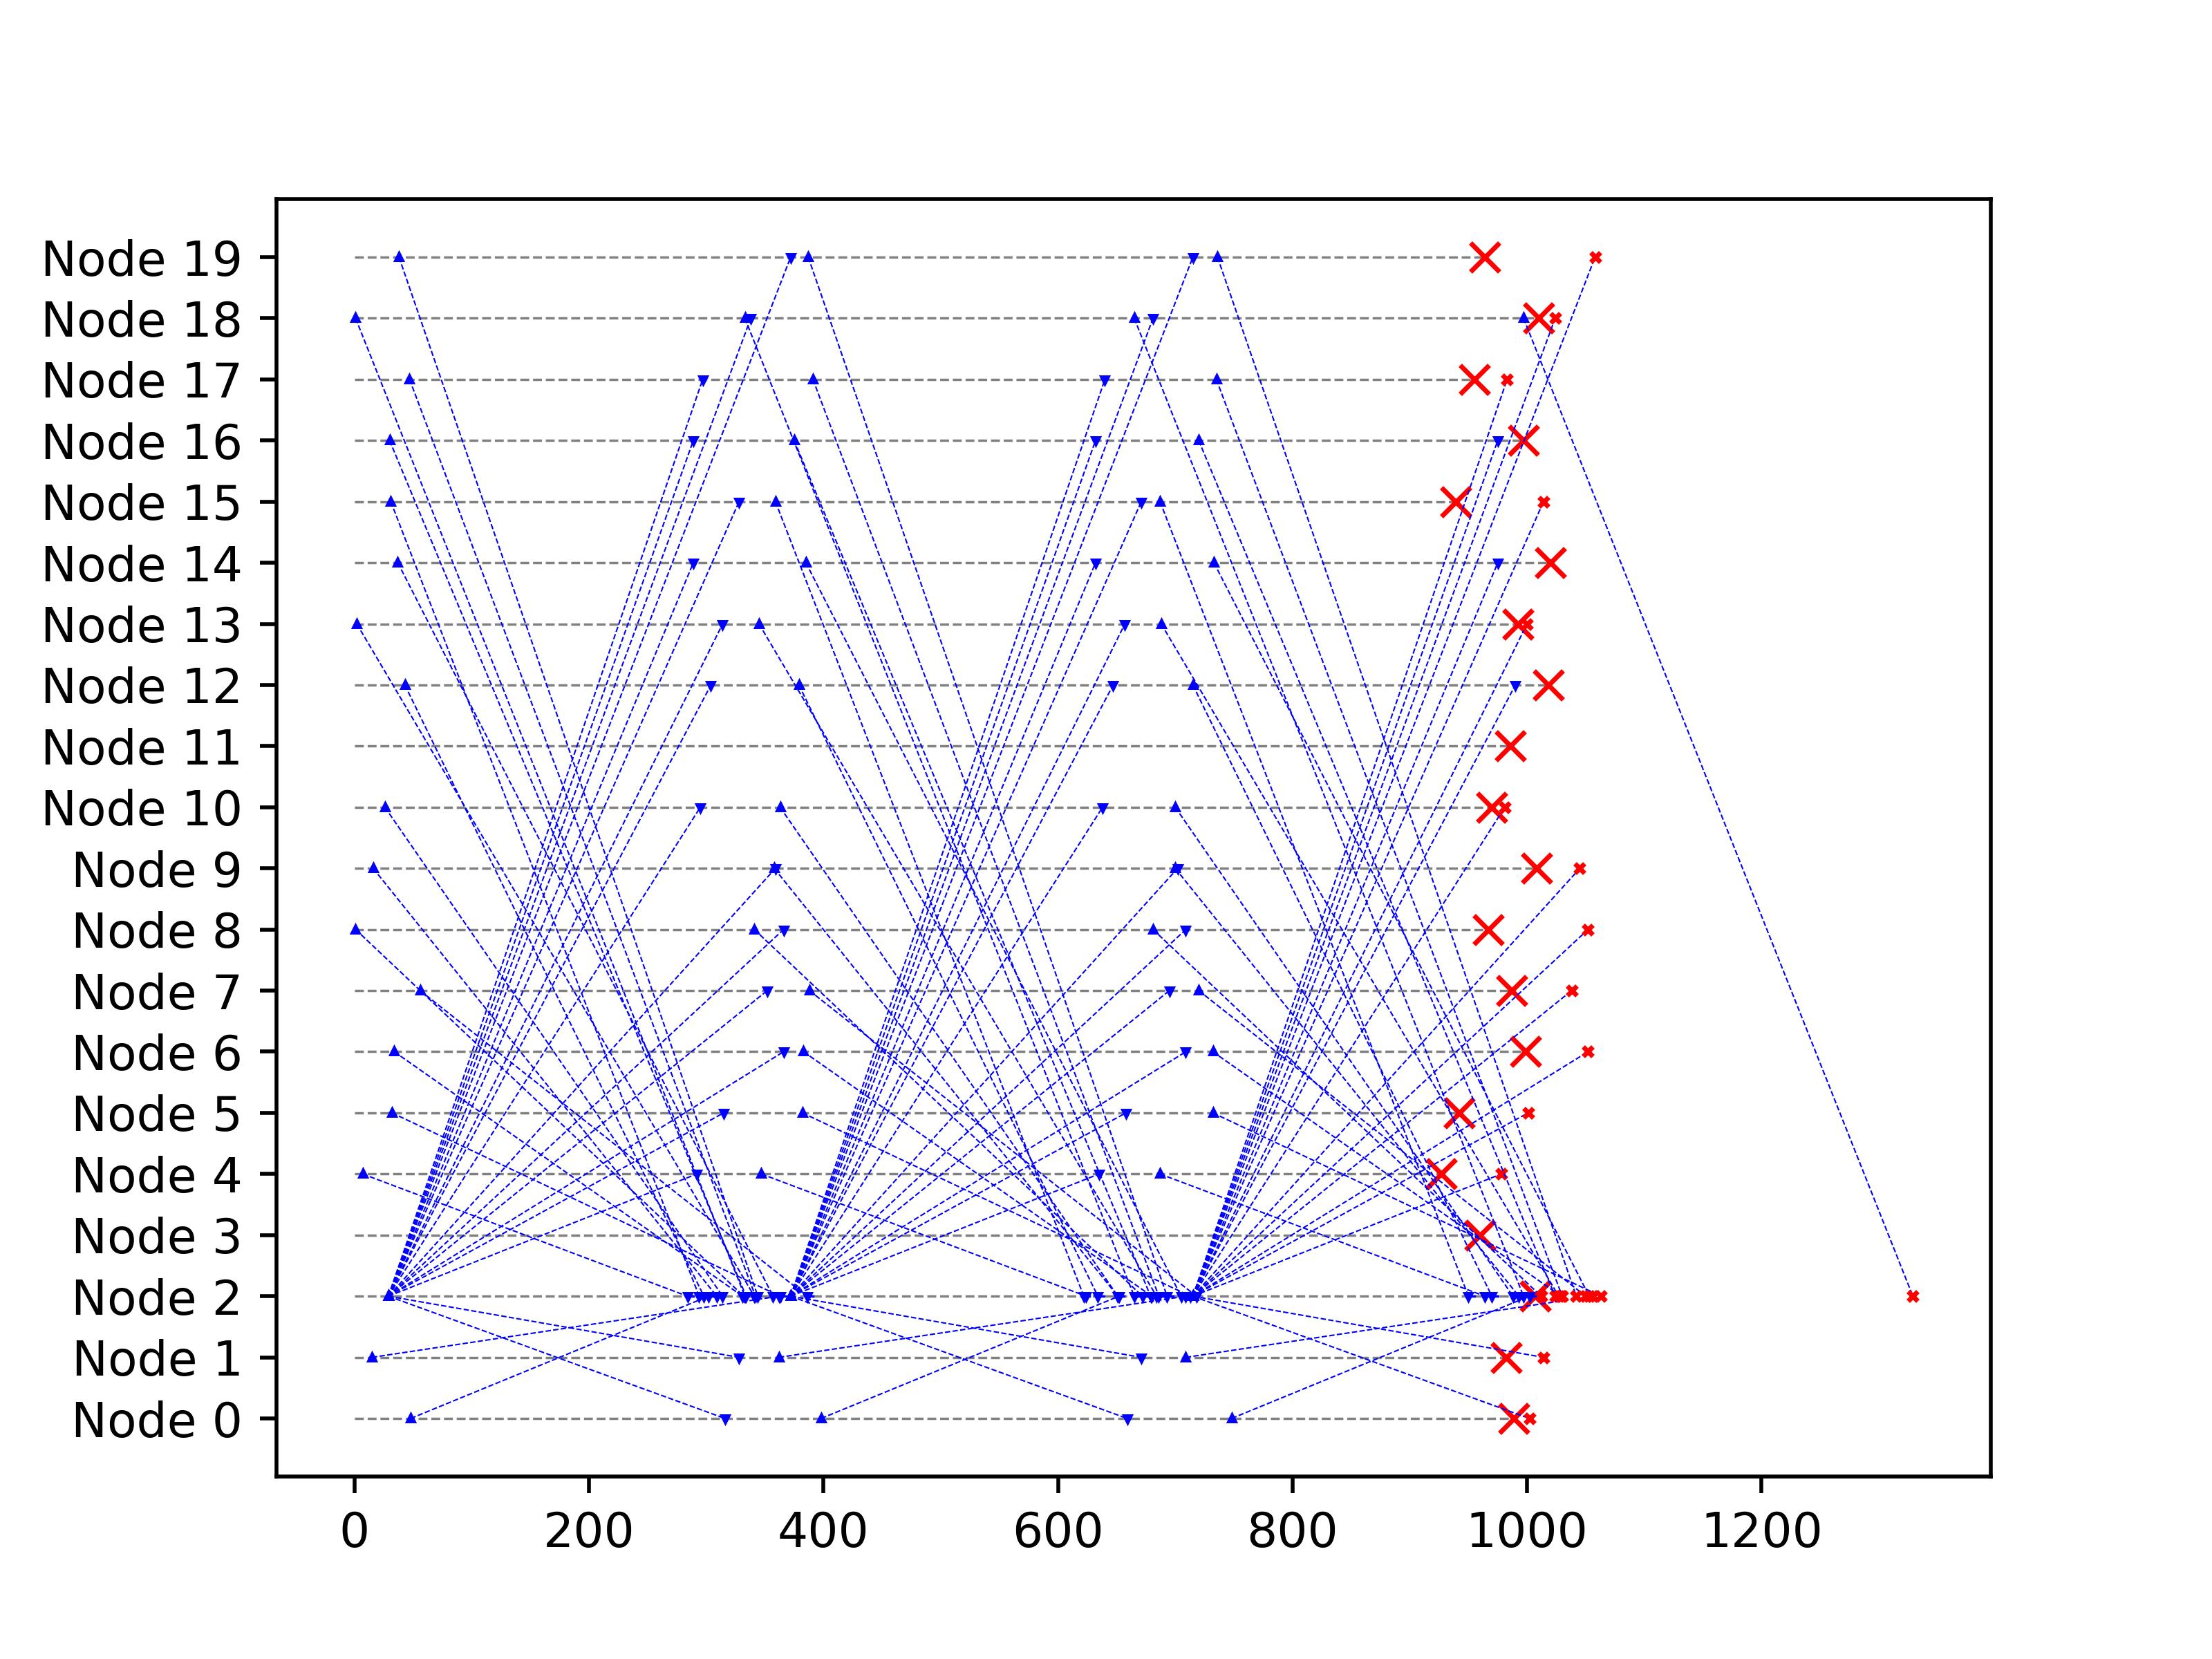 Node 19
Node 18
Node 17
Node 16
Node 15
Node 14
Node 13
Node 12
Node 11
Node 10
Node 9
Node 8
Node 7
Node 6
Node 5
Node 4
Node 3
Node 2
Node 1
Node 0
0 200 400 600 800 1000 1200